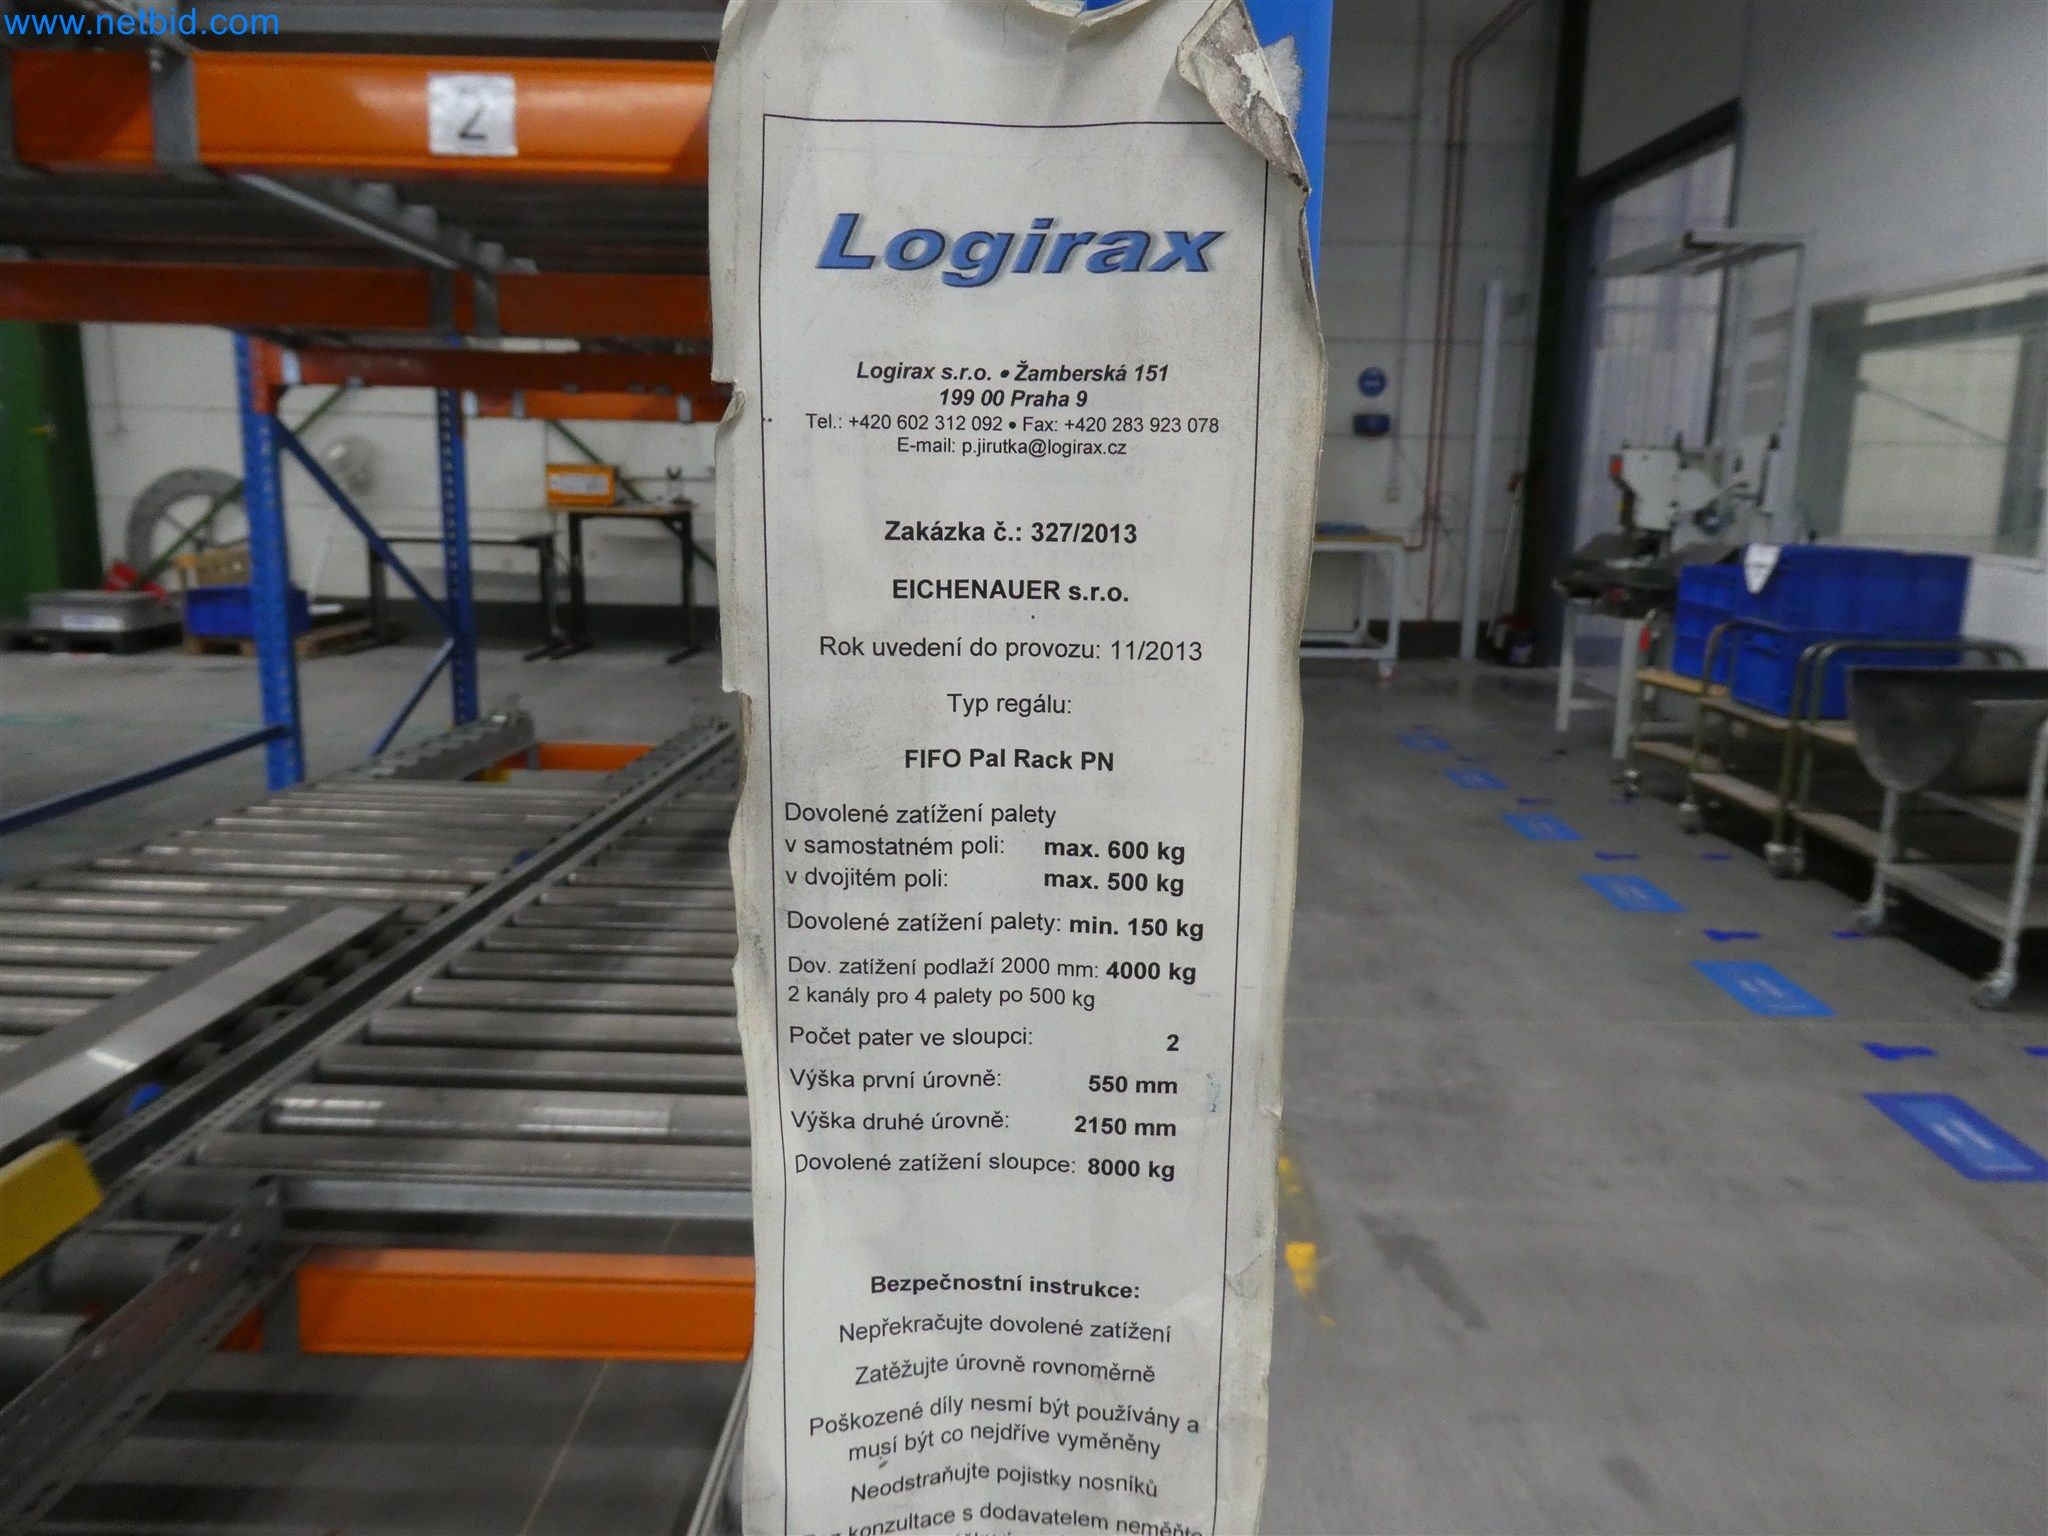 www.netbid.com
2
Logirax
Logirax s.r.o. • Žamberská 151
199 00 Praha 9
Tel.: +420 602 312 092 • Fax: +420 283 923 078
E-mail: p.jirutka@logirax.cz
Zakázka č.: 327/2013
EICHENAUER s.r.o.
Rok uvedení do provozu: 11/2013
Typ regálu:
FIFO Pal Rack PN
Dovolené zatížení palety
v samostatném poli: max. 600 kg
v dvojitém poli: max. 500 kg
Dovolené zatížení palety: min. 150 kg
Dov. zatížení podlaží 2000 mm: 4000 kg
2 kanály pro 4 palety po 500 kg
Počet pater ve sloupci: 2
Výška první úrovně: 550 mm
Výška druhé úrovně: 2150 mm
Dovolené zatížení sloupce: 8000 kg
Bezpečnostní instrukce:
Nepřekračujte dovolené zatížení
Zatěžujte úrovně rovnoměrně
Poškozené díly nesmí být používány a
musí být co nejdříve vyměněny
Neodstraňujte pojistky nosníků
konzultace s dodavatelem neměňte